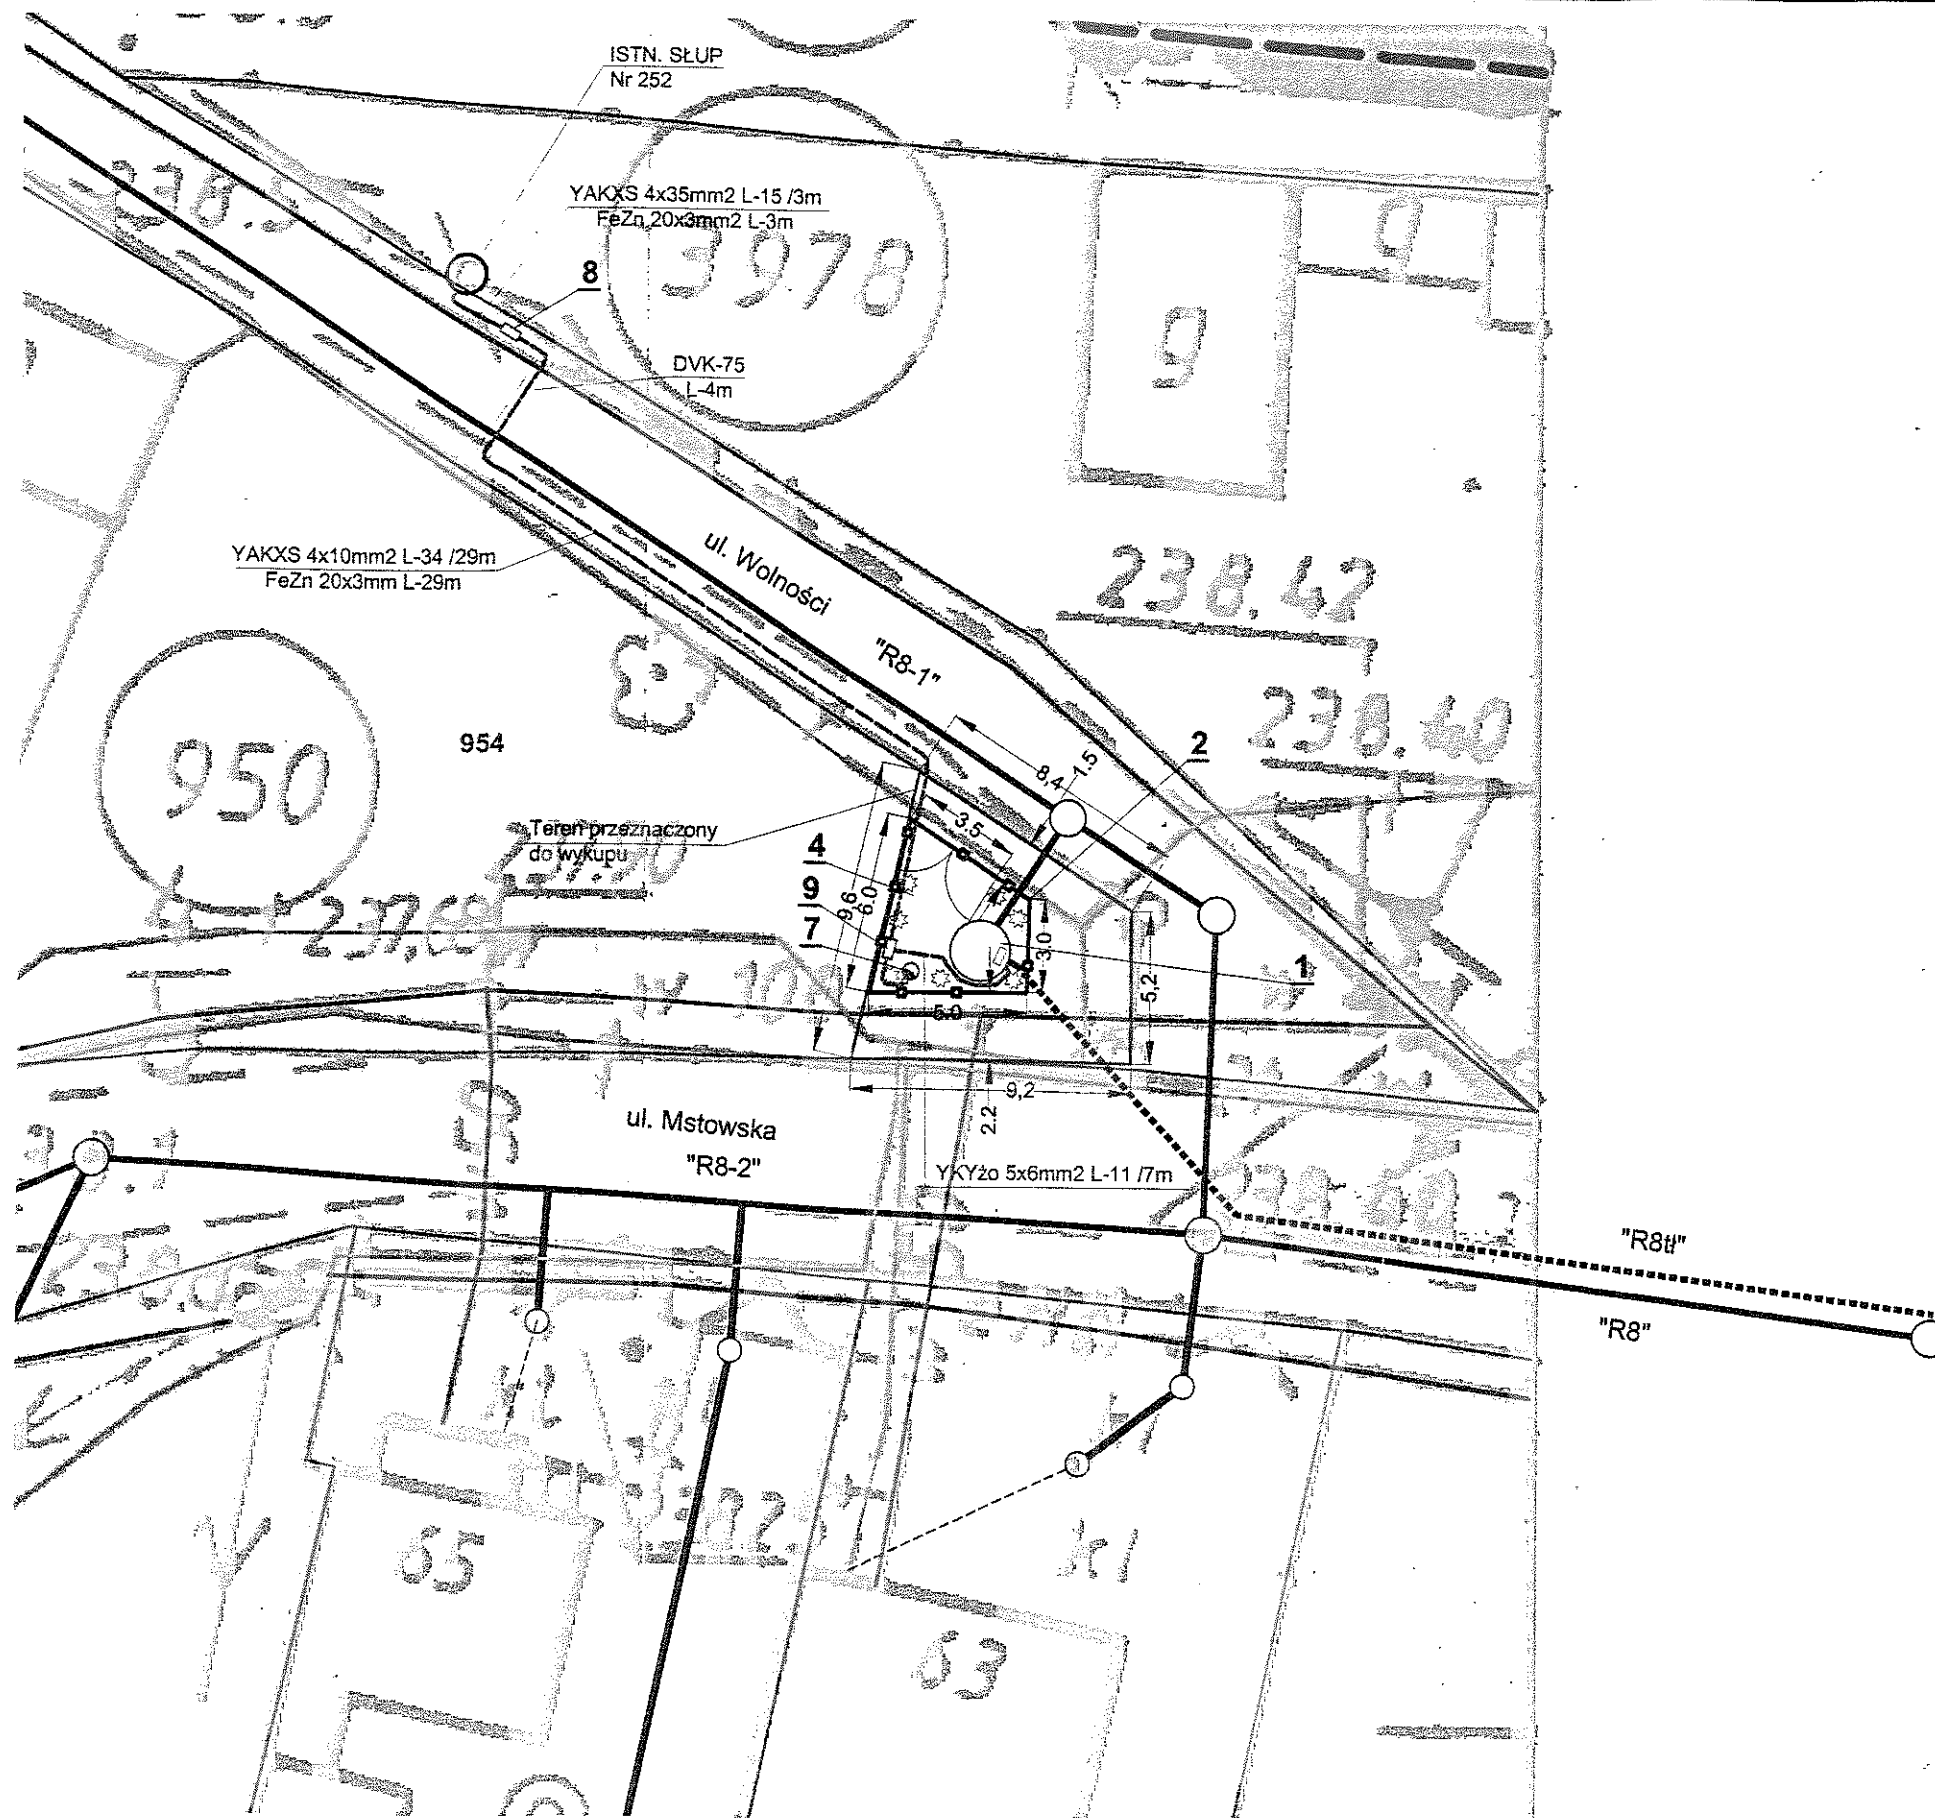 ISTN. SŁUP
Nr 252
YAKXS 4x35mm2 L-15 /3m
FeZn 20x3mm2 L-3m
3978
g
g
8
DVK-75
L-4m
YAKXS 4x10mm2 L-34 /29m
FeZn 20x3mm L-29m
ul. Wolności
"R8-1"
238.42
238.40
950
954
2
8,4
1.5
3.5
Teren przeznaczony
do wykupu
4
9
7
9,6
6.0
237,68
3.0
5,2
1
5.0
9,2
2.2
ul. Mstowska
"R8-2"
YKYżo 5x6mm2 L-11 /7m
"R8tł"
"R8"
65
63